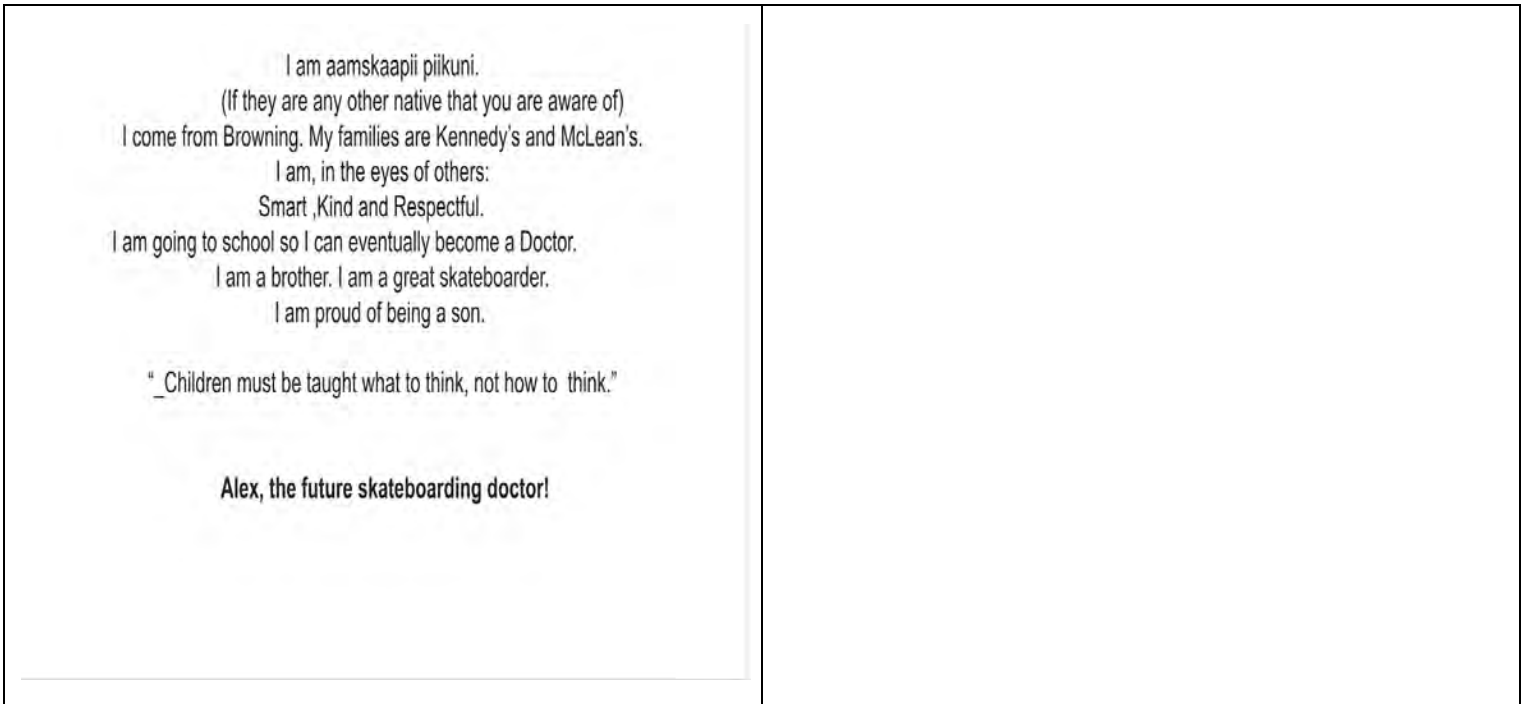 I am aamskaapii piikuni.
(If they are any other native that you are aware of)
I come from Browning. My families are Kennedy's and McLean's.
I am, in the eyes of others:
Smart ,Kind and Respectful.
I am going to school so I can eventually become a Doctor.
I am a brother. I am a great skateboarder.
I am proud of being a son.
“_Children must be taught what to think, not how to  think.”
Alex, the future skateboarding doctor!